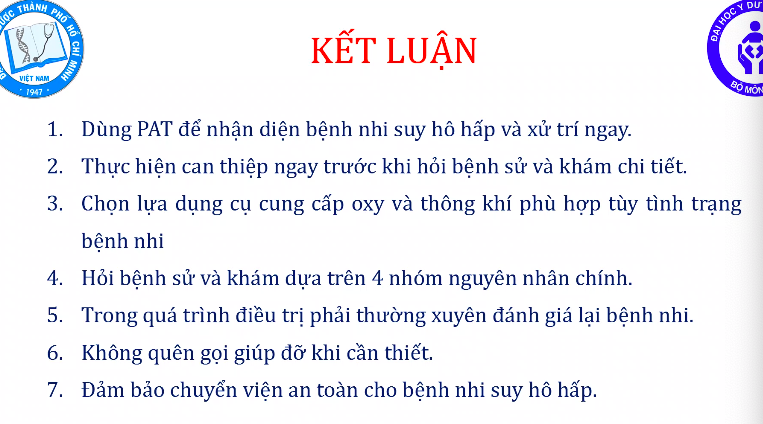 ƯỢC THÀNH PHỐ HỒ CHÍ MINH
VIỆT NAM
· 1947 ·
ĐẠI HỌC Y DƯ
BỘ MÔN
KẾT LUẬN
1. Dùng PAT để nhận diện bệnh nhi suy hô hấp và xử trí ngay.
2. Thực hiện can thiệp ngay trước khi hỏi bệnh sử và khám chi tiết.
3. Chọn lựa dụng cụ cung cấp oxy và thông khí phù hợp tùy tình trạng
bệnh nhi
4. Hỏi bệnh sử và khám dựa trên 4 nhóm nguyên nhân chính.
5. Trong quá trình điều trị phải thường xuyên đánh giá lại bệnh nhi.
6. Không quên gọi giúp đỡ khi cần thiết.
7. Đảm bảo chuyển viện an toàn cho bệnh nhi suy hô hấp.